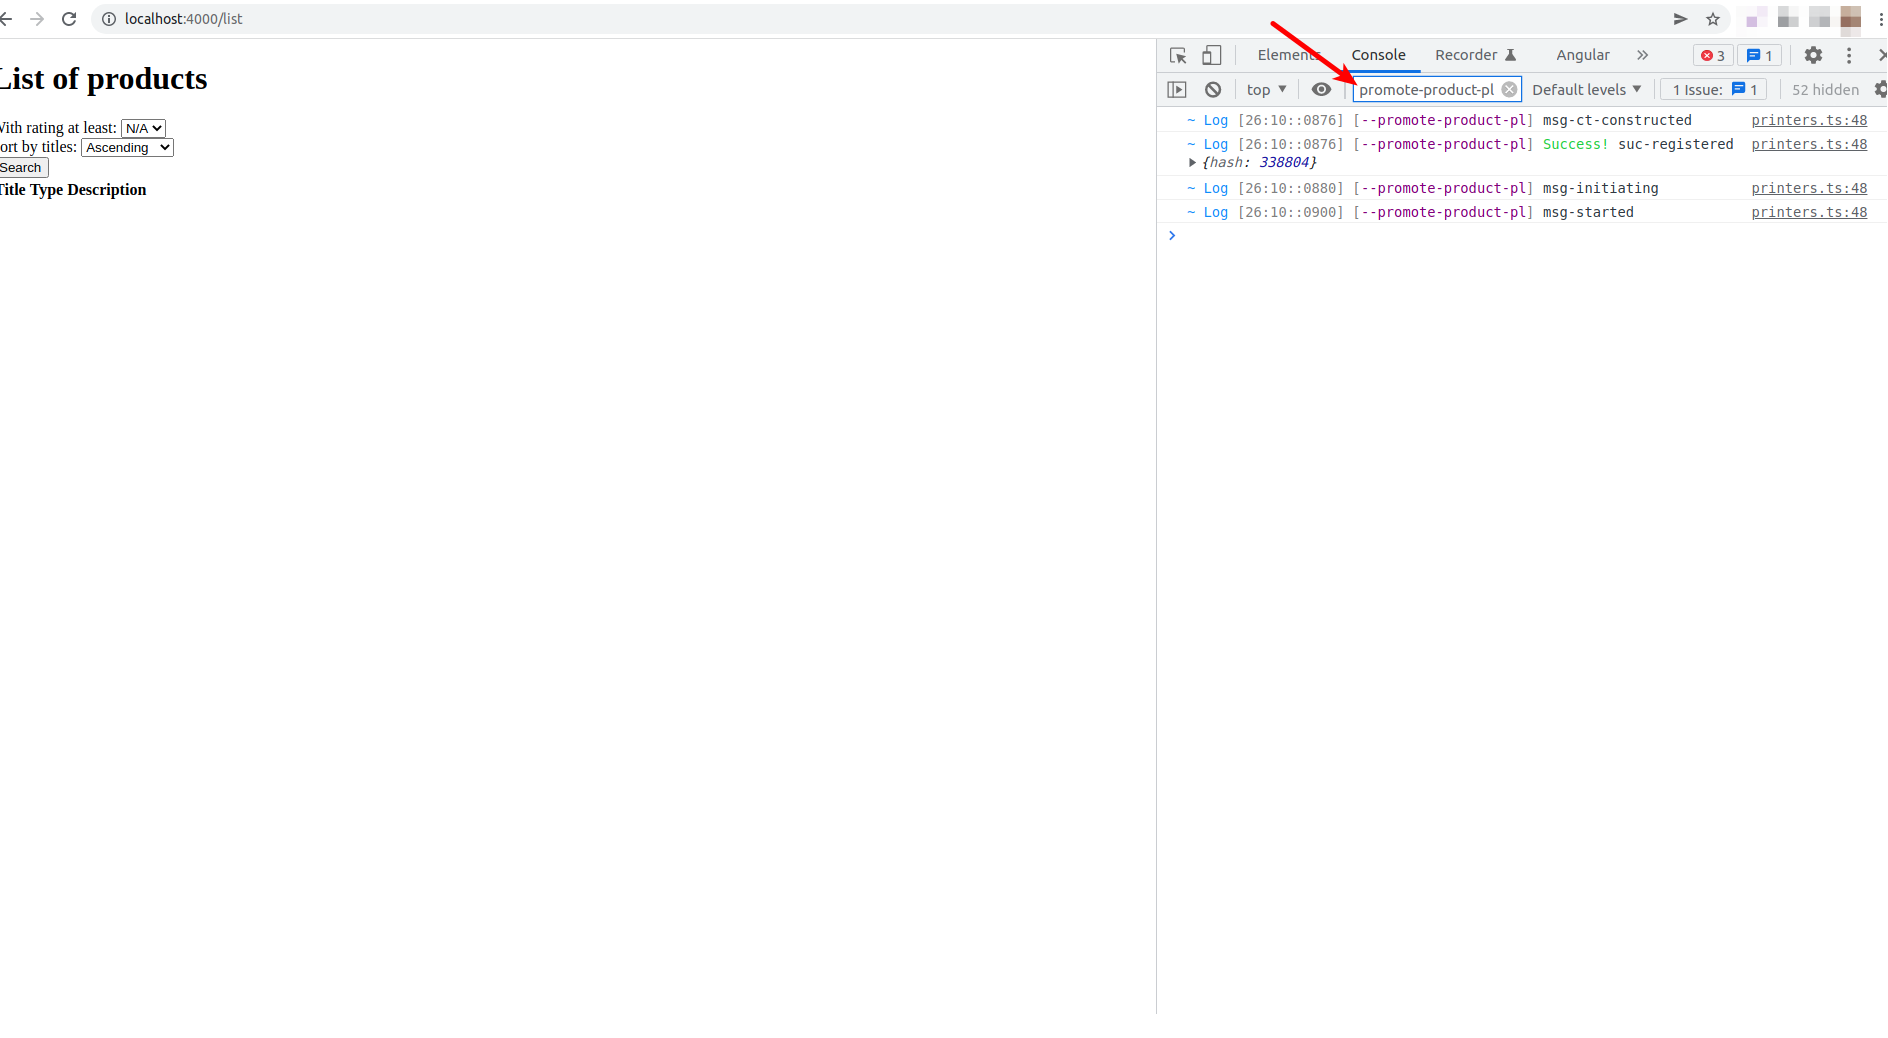 localhost:4000/list
List of products
With rating at least: N/A
ort by titles: Ascending
Search
Title Type Description
Elements Console Recorder Angular 3 1
top promote-product-pl Default levels 1 Issue: 1 52 hidden
~ Log [26:10::0876] [--promote-product-pl] msg-ct-constructed printers.ts:48
~ Log [26:10::0876] [--promote-product-pl] Success! suc-registered printers.ts:48
{hash: 338804}
~ Log [26:10::0880] [--promote-product-pl] msg-initiating printers.ts:48
~ Log [26:10::0900] [--promote-product-pl] msg-started printers.ts:48